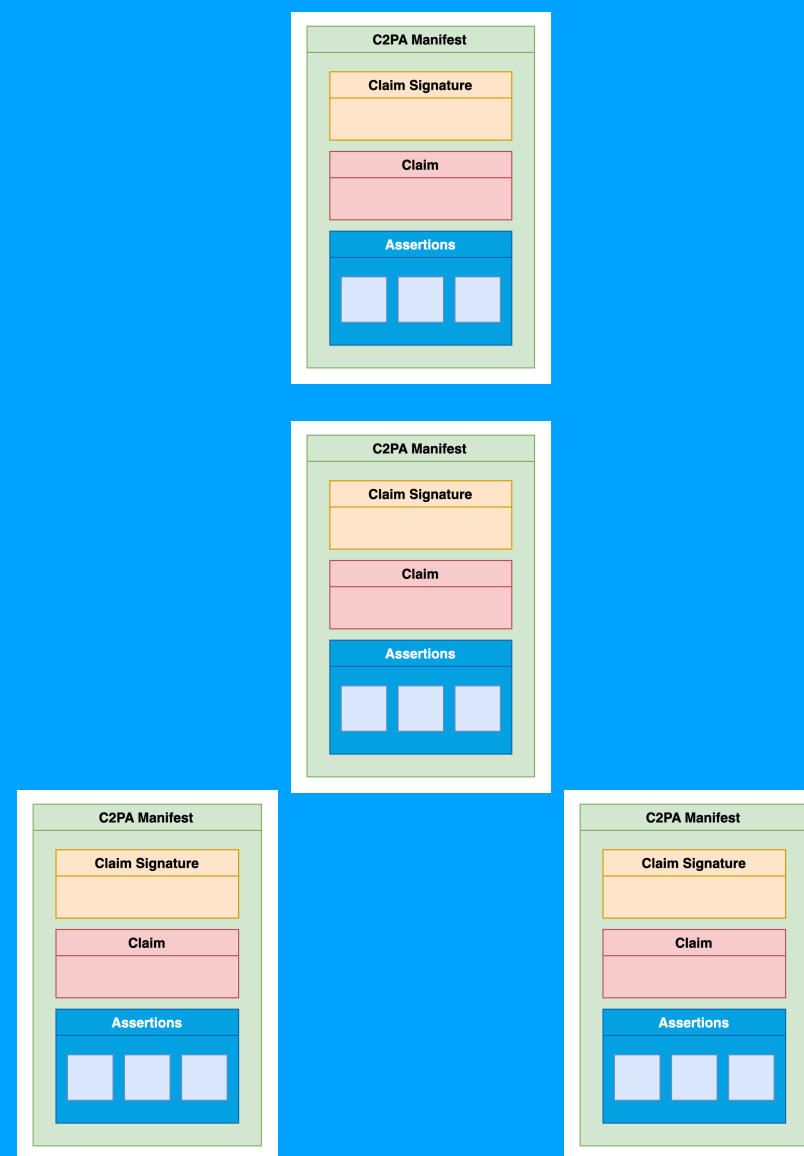 C2PA Manifest
Claim Signature
Claim
Assertions
C2PA Manifest
Claim Signature
Claim
Assertions
C2PA Manifest
Claim Signature
Claim
Assertions
C2PA Manifest
Claim Signature
Claim
Assertions